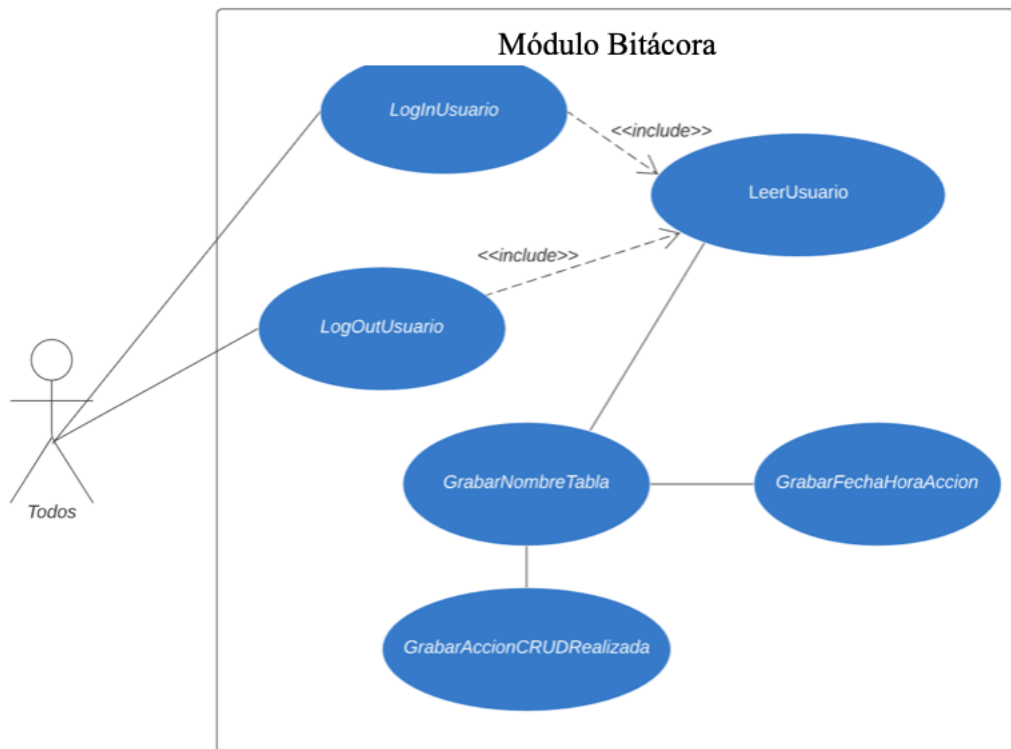 Módulo Bitácora
LogInUsuario
<<include>>
LeerUsuario
<<include>>
LogOutUsuario
GrabarNombreTabla
GrabarFechaHoraAccion
Todos
GrabarAccionCRUDRealizada